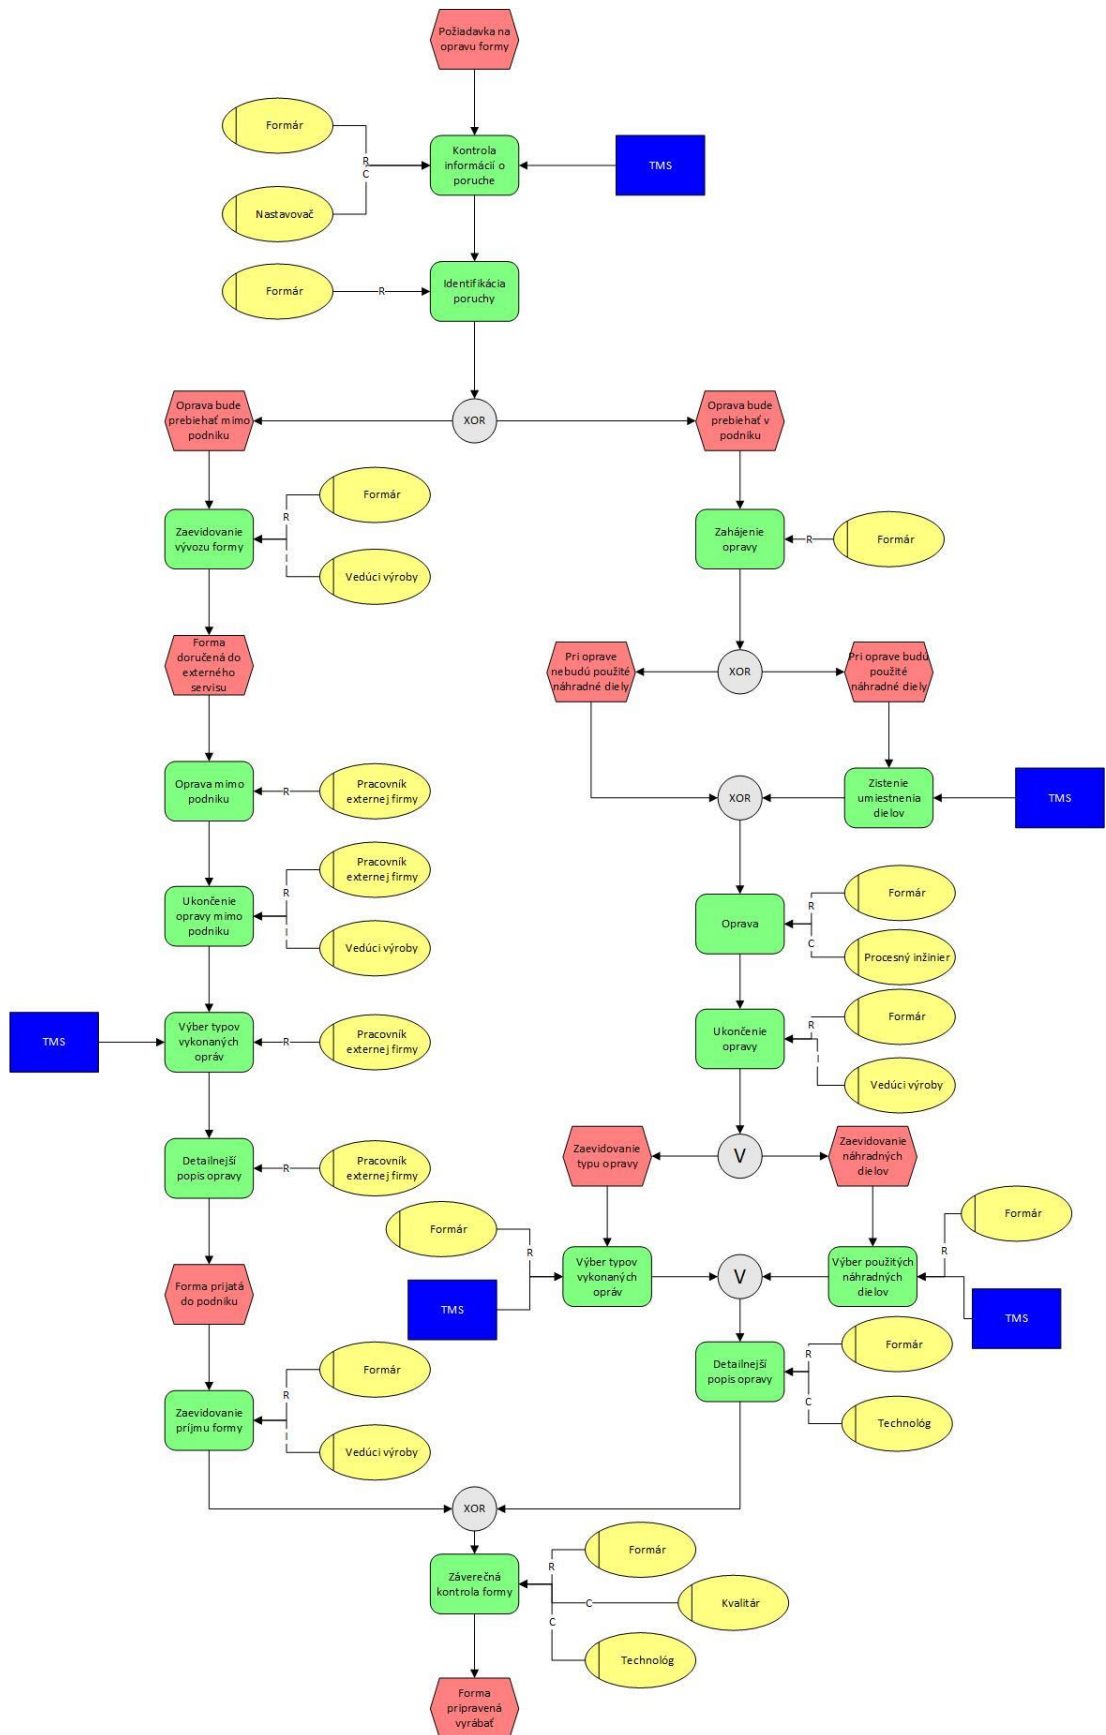 Požiadavka na
opravu formy
Formár
R
C
Kontrola
informácií o
poruche
TMS
Nastavovač
Formár
R
Identifikácia
poruchy
Oprava bude
prebiehať mimo
podniku
XOR
Oprava bude
prebiehať v
podniku
Formár
R
Zaevidovanie
vývozu formy
Vedúci výroby
Zahájenie
opravy
R
Formár
Forma
doručená do
externého
servisu
Pri oprave
nebudú použité
náhradné diely
XOR
Pri oprave budú
použité
náhradné diely
Oprava mimo
podniku
R
Pracovník
externej firmy
XOR
Zistenie
umiestnenia
dielov
TMS
Pracovník
externej firmy
R
Ukončenie
opravy mimo
podniku
Vedúci výroby
Formár
R
Oprava
C
Procesný inžinier
TMS
Výber typov
vykonaných
opráv
R
Pracovník
externej firmy
Formár
R
Ukončenie
opravy
Vedúci výroby
Detailnejší
popis opravy
R
Pracovník
externej firmy
Zaevidovanie
typu opravy
V
Zaevidovanie
náhradných
dielov
Formár
R
Formár
R
Forma prijatá
do podniku
TMS
Výber typov
vykonaných
opráv
V
Výber použitých
náhradných
dielov
TMS
Formár
R
Zaevidovanie
príjmu formy
Vedúci výroby
Detailnejší
popis opravy
Formár
R
C
Technológ
XOR
Formár
R
Záverečná
kontrola formy
C
Kvalitár
C
Technológ
Forma
pripravená
vyrábať